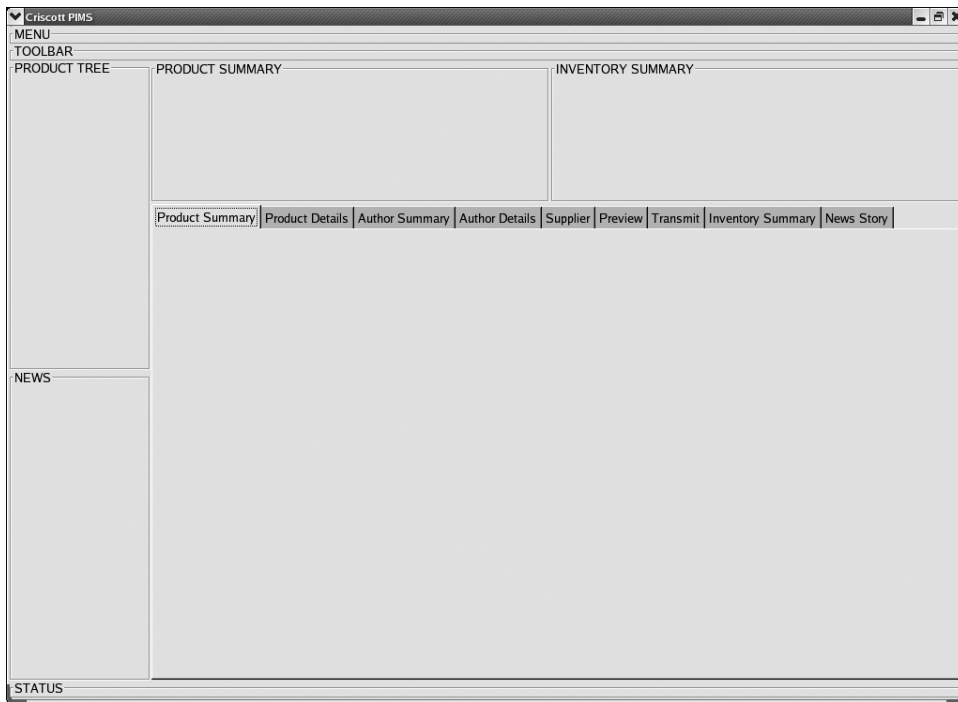 Criscott PIMS
MENU
TOOLBAR
PRODUCT TREE
PRODUCT SUMMARY
INVENTORY SUMMARY
Product Summary Product Details Author Summary Author Details Supplier Preview Transmit Inventory Summary News Story
NEWS
STATUS